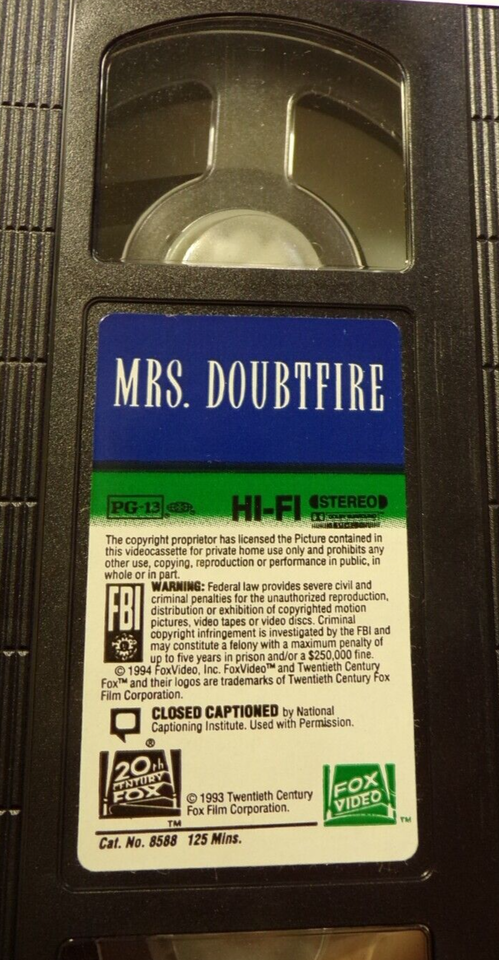 MRS. DOUBTFIRE
PG-13 HI-FI STEREO
DOLBY SURROUND
The copyright proprietor has licensed the Picture contained in
this videocassette for private home use only and prohibits any
other use, copying, reproduction or performance in public, in
whole or in part.
FBI WARNING: Federal law provides severe civil and
criminal penalties for the unauthorized reproduction,
distribution or exhibition of copyrighted motion
pictures, video tapes or video discs. Criminal
copyright infringement is investigated by the FBI and
may constitute a felony with a maximum penalty of
up to five years in prison and/or a $250,000 fine.
© 1994 FoxVideo, Inc. FoxVideo™ and Twentieth Century
Fox™ and their logos are trademarks of Twentieth Century Fox
Film Corporation.
CLOSED CAPTIONED by National
Captioning Institute. Used with Permission.
®
20th
CENTURY
FOX
TM
© 1993 Twentieth Century
Fox Film Corporation.
FOX
VIDEO
TM
Cat. No. 8588 125 Mins.